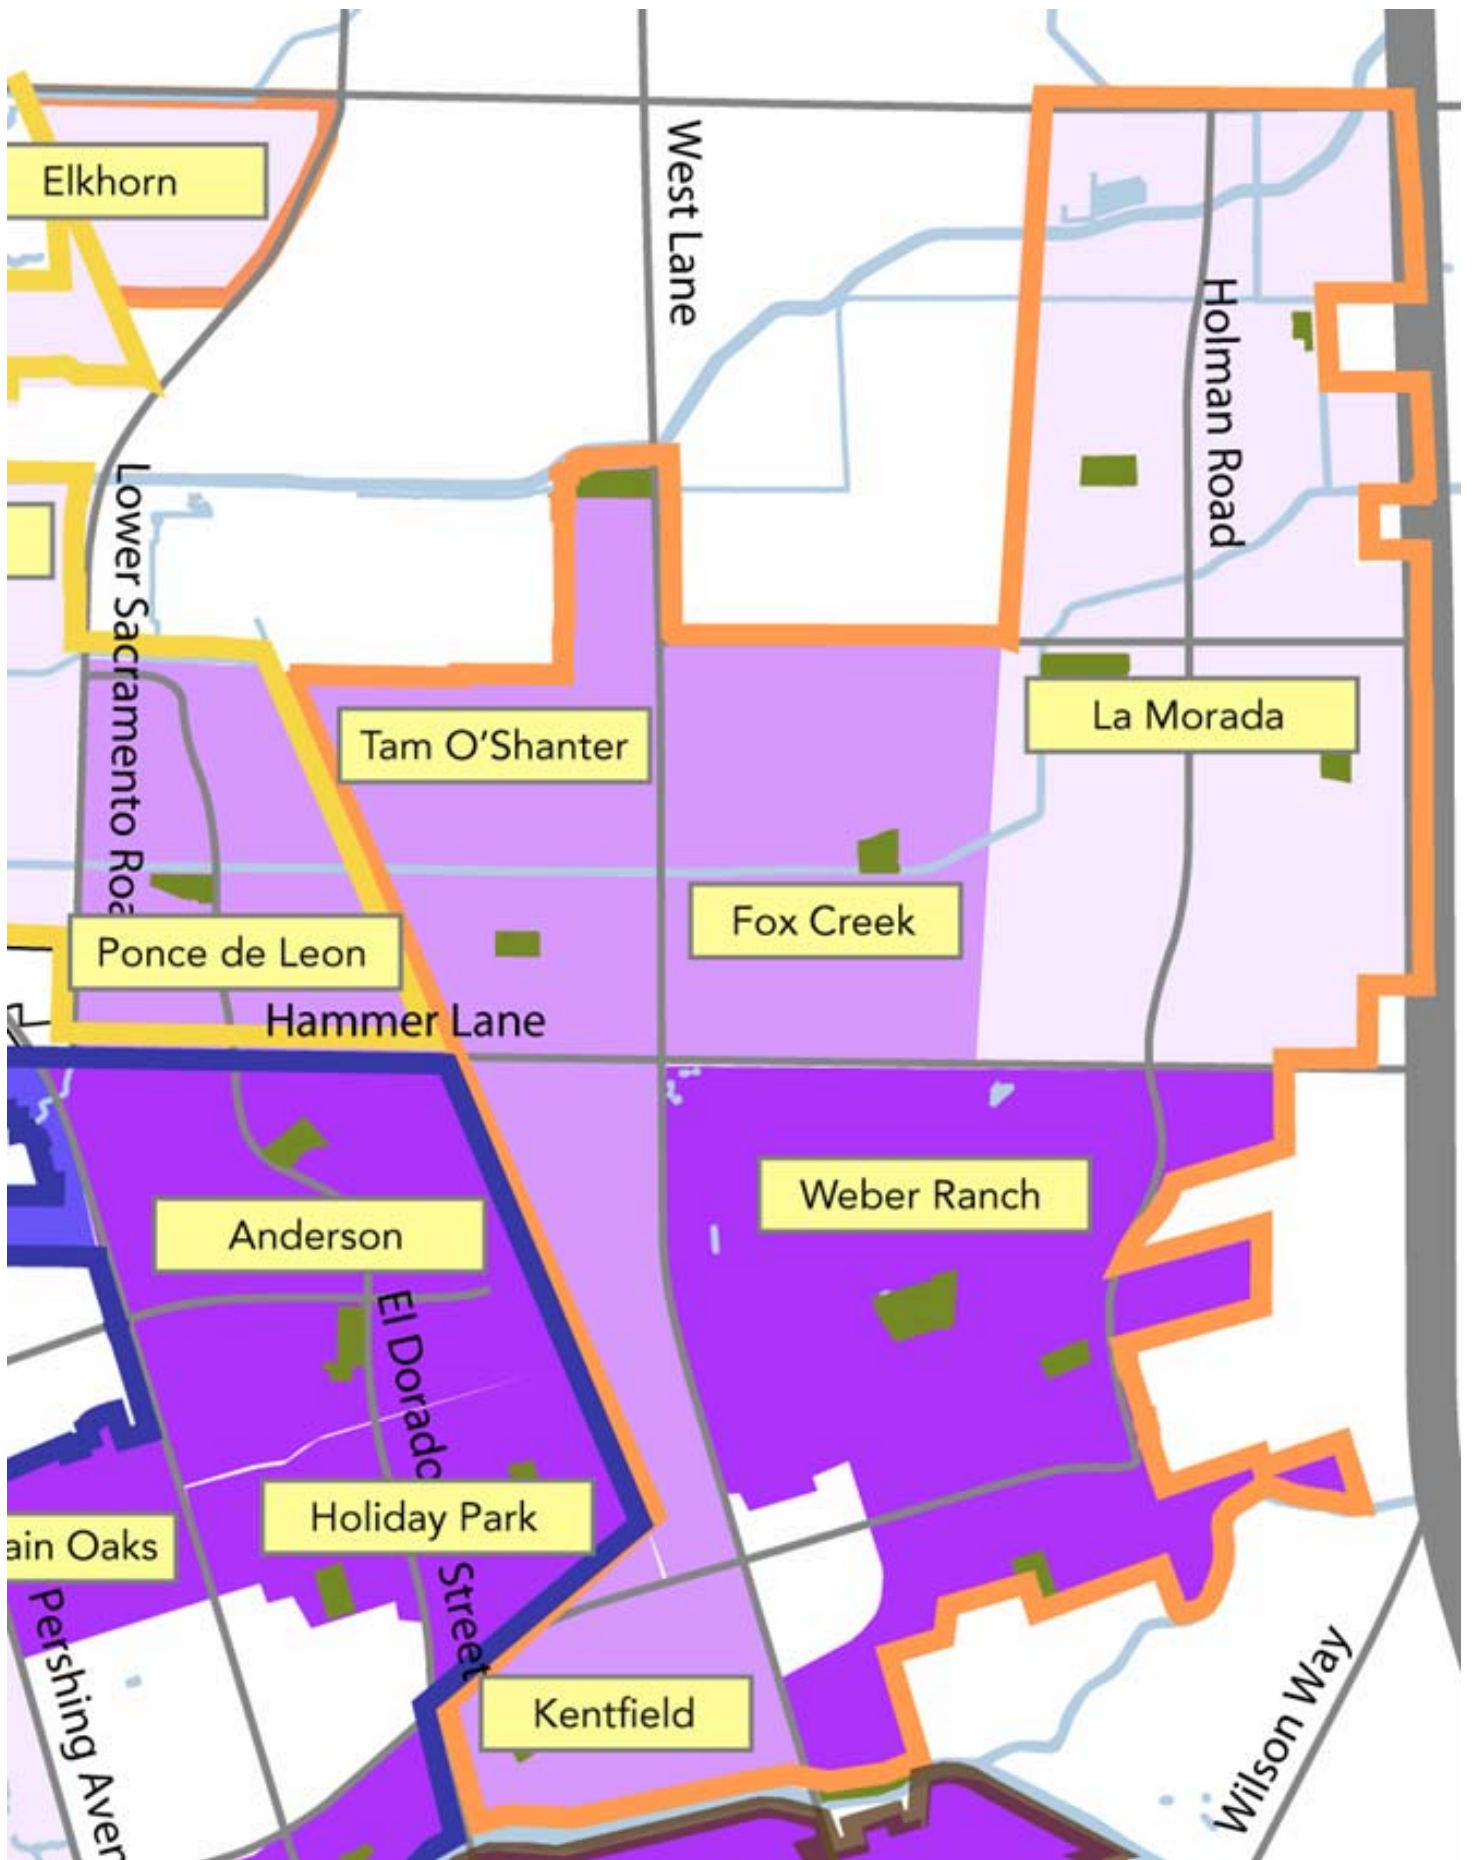 Elkhorn
West Lane
Holman Road
Lower Sacramento Roa
Tam O'Shanter
La Morada
Fox Creek
Ponce de Leon
Hammer Lane
Weber Ranch
Anderson
El Dorado Street
Holiday Park
ain Oaks
Pershing Aven
Kentfield
Wilson Way